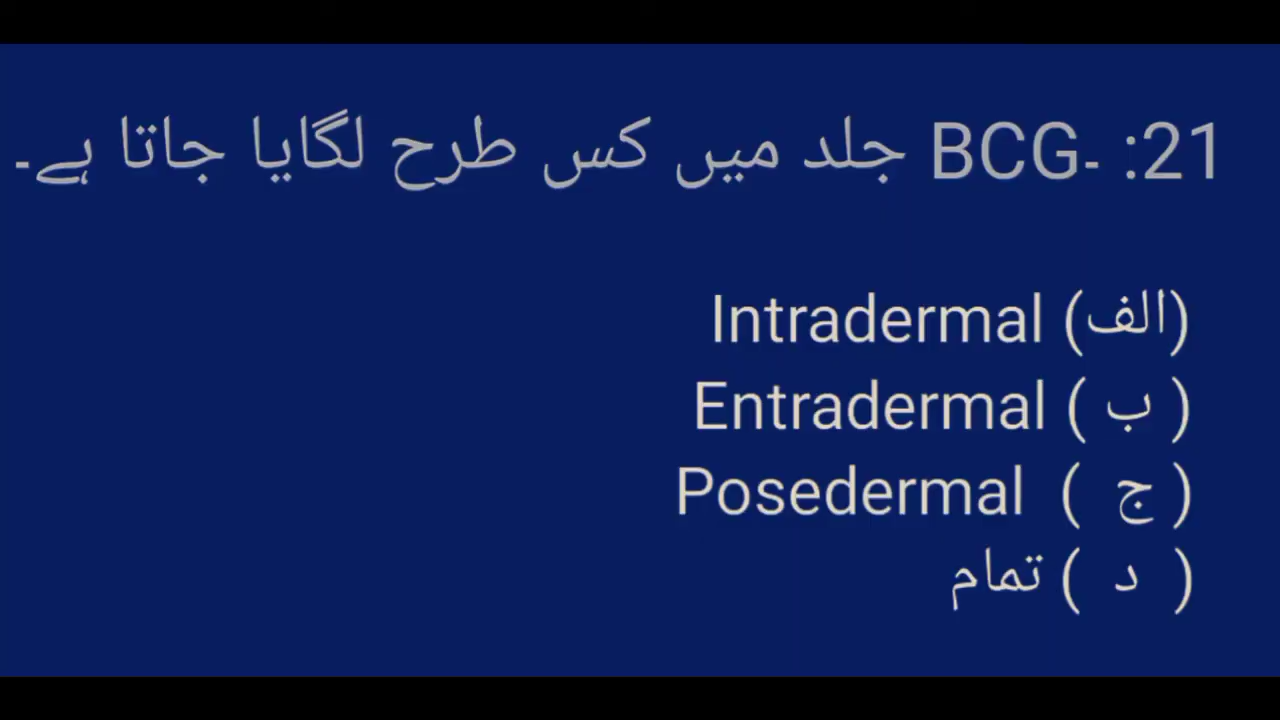 21: -BCG جلد میں کس طرح لگایا جاتا ہے۔
(الف) Intradermal
( ب ) Entradermal
( ج ) Posedermal
( د ) تمام